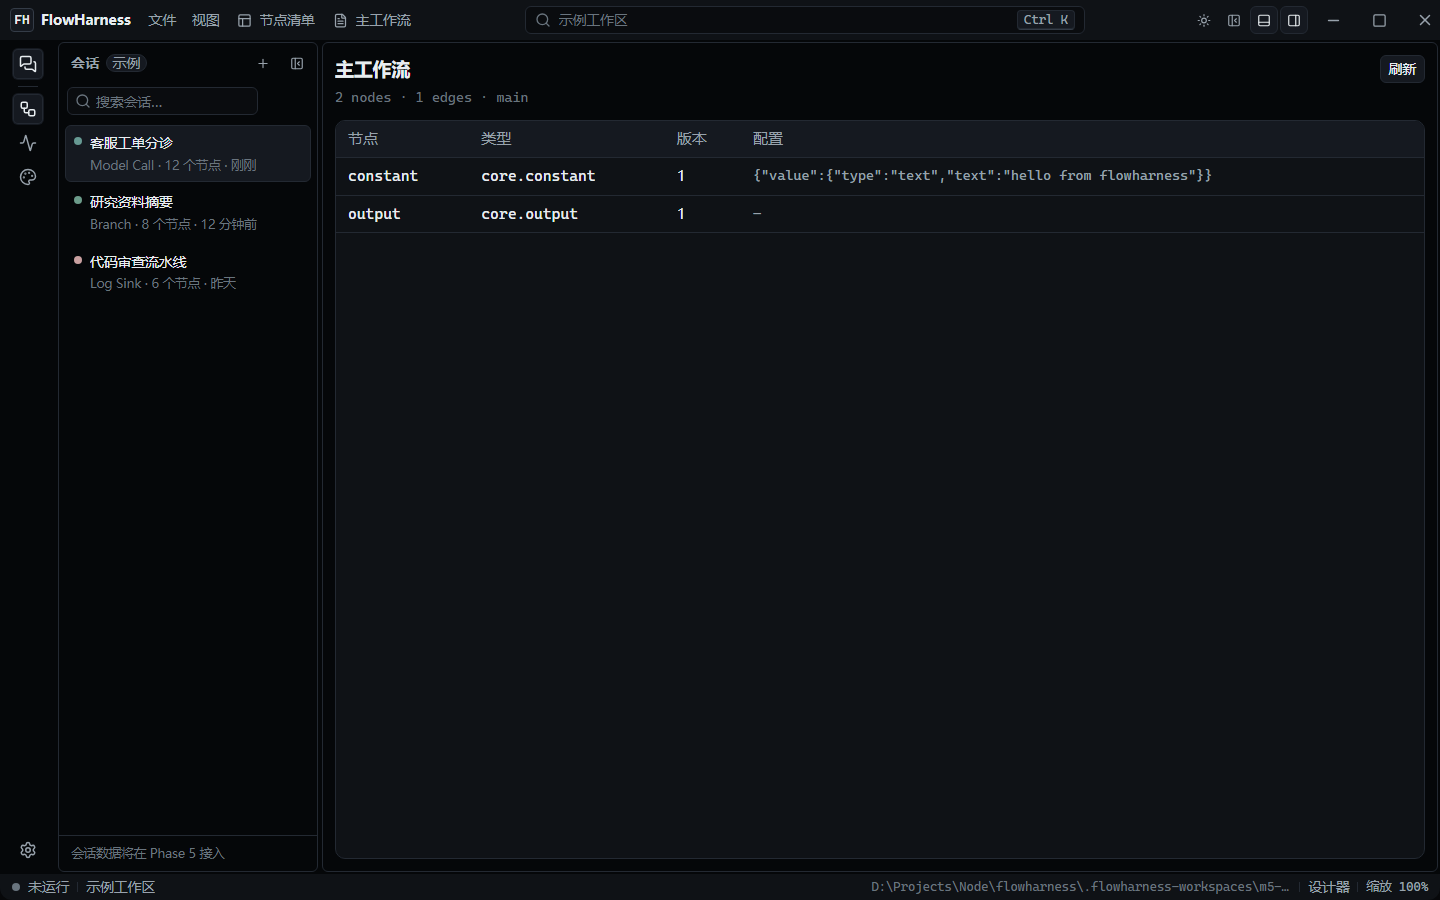 FH FlowHarness 文件 视图 节点清单 主工作流 示例工作区 Ctrl K
会话 示例
搜索会话...
客服工单分诊
Model Call · 12 个节点 · 刚刚
研究资料摘要
Branch · 8 个节点 · 12 分钟前
代码审查流水线
Log Sink · 6 个节点 · 昨天
会话数据将在 Phase 5 接入
主工作流
刷新
2 nodes · 1 edges · main
节点 类型 版本 配置
constant core.constant 1 {"value":{"type":"text","text":"hello from flowharness"}}
output core.output 1 —
未运行 示例工作区 D:\Projects\Node\flowharness\.flowharness-workspaces\m5-… 设计器 缩放 100%